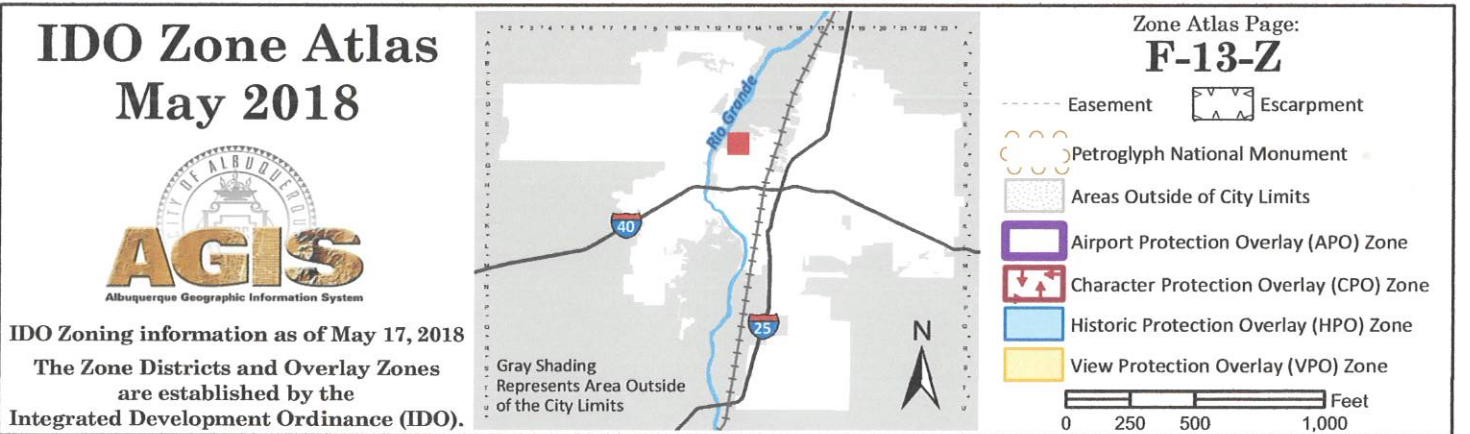 IDO Zone Atlas
May 2018
CITY OF ALBUQUERQUE
AGIS
Albuquerque Geographic Information System
IDO Zoning information as of May 17, 2018
The Zone Districts and Overlay Zones
are established by the
Integrated Development Ordinance (IDO).
Rio Grande
40
25
N
Gray Shading
Represents Area Outside
of the City Limits
Zone Atlas Page:
F-13-Z
Easement
Escarpment
Petroglyph National Monument
Areas Outside of City Limits
Airport Protection Overlay (APO) Zone
Character Protection Overlay (CPO) Zone
Historic Protection Overlay (HPO) Zone
View Protection Overlay (VPO) Zone
Feet
0 250 500 1,000